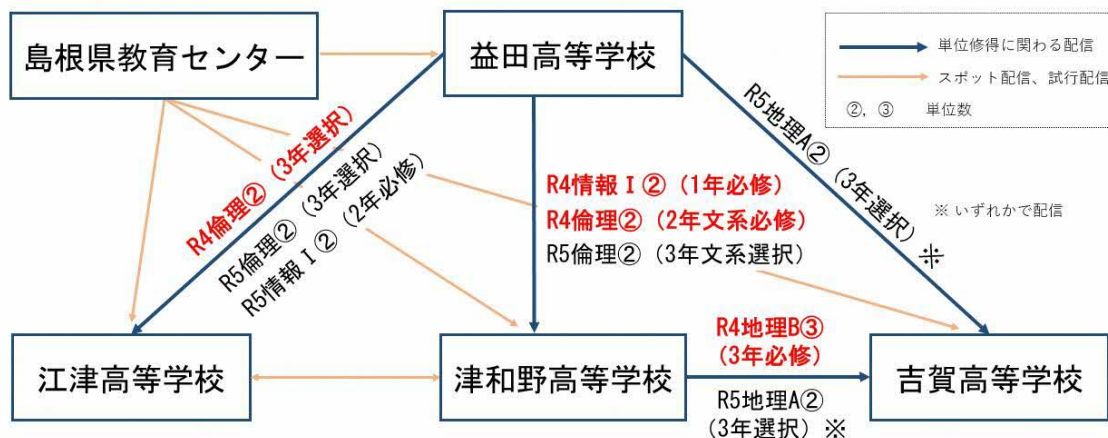 島根県教育センター
益田高等学校
単位修得に関わる配信
スポット配信、試行配信
②，③　単位数
R4倫理②（3年選択）
R5倫理②（3年選択）
R5情報Ⅰ②（2年必修）
R4情報Ⅰ②（1年必修）
R4倫理②（2年文系必修）
R5倫理②（3年文系選択）
R5地理A②（3年選択）※
※ いずれかで配信
江津高等学校
津和野高等学校
R4地理B③
（3年必修）
R5地理A②
（3年選択）※
吉賀高等学校